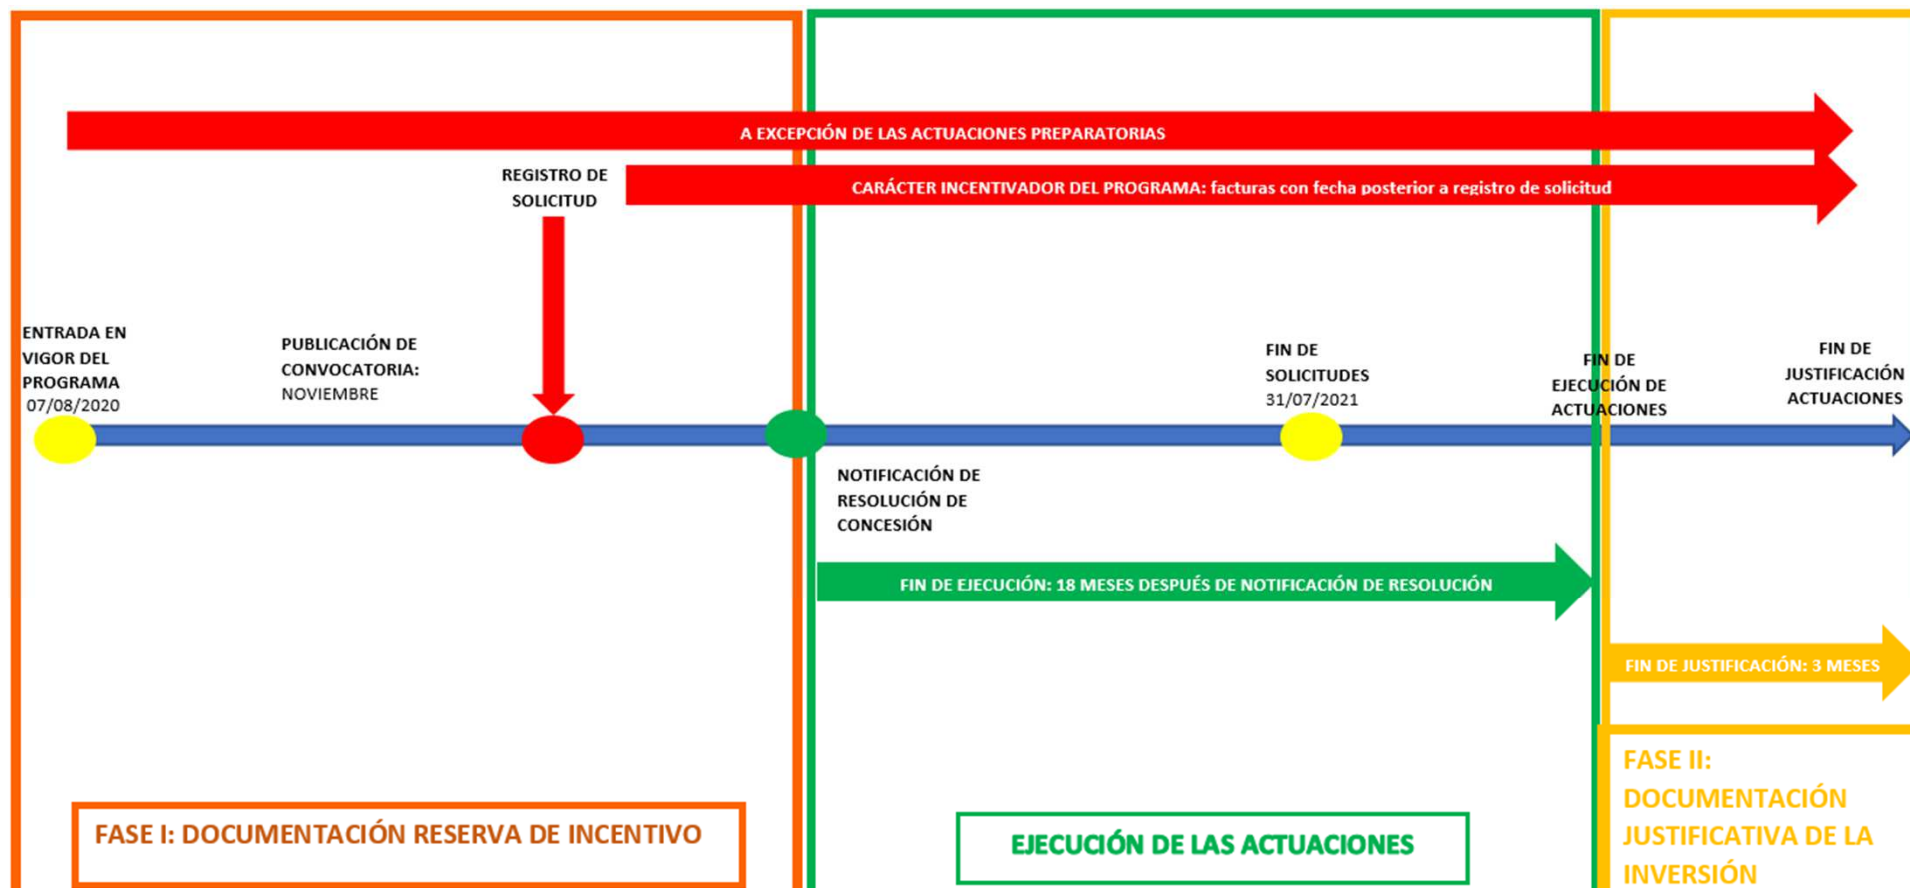 A EXCEPCIÓN DE LAS ACTUACIONES PREPARATORIAS
REGISTRO DE
SOLICITUD
CARÁCTER INCENTIVADOR DEL PROGRAMA: facturas con fecha posterior a registro de solicitud
ENTRADA EN
VIGOR DEL
PROGRAMA
07/08/2020
PUBLICACIÓN DE
CONVOCATORIA:
NOVIEMBRE
FIN DE
SOLICITUDES
31/07/2021
FIN DE
EJECUCIÓN DE
ACTUACIONES
FIN DE
JUSTIFICACIÓN
ACTUACIONES
NOTIFICACIÓN DE
RESOLUCIÓN DE
CONCESIÓN
FIN DE EJECUCIÓN: 18 MESES DESPUÉS DE NOTIFICACIÓN DE RESOLUCIÓN
FIN DE JUSTIFICACIÓN: 3 MESES
FASE I: DOCUMENTACIÓN RESERVA DE INCENTIVO
EJECUCIÓN DE LAS ACTUACIONES
FASE II:
DOCUMENTACIÓN
JUSTIFICATIVA DE LA
INVERSIÓN